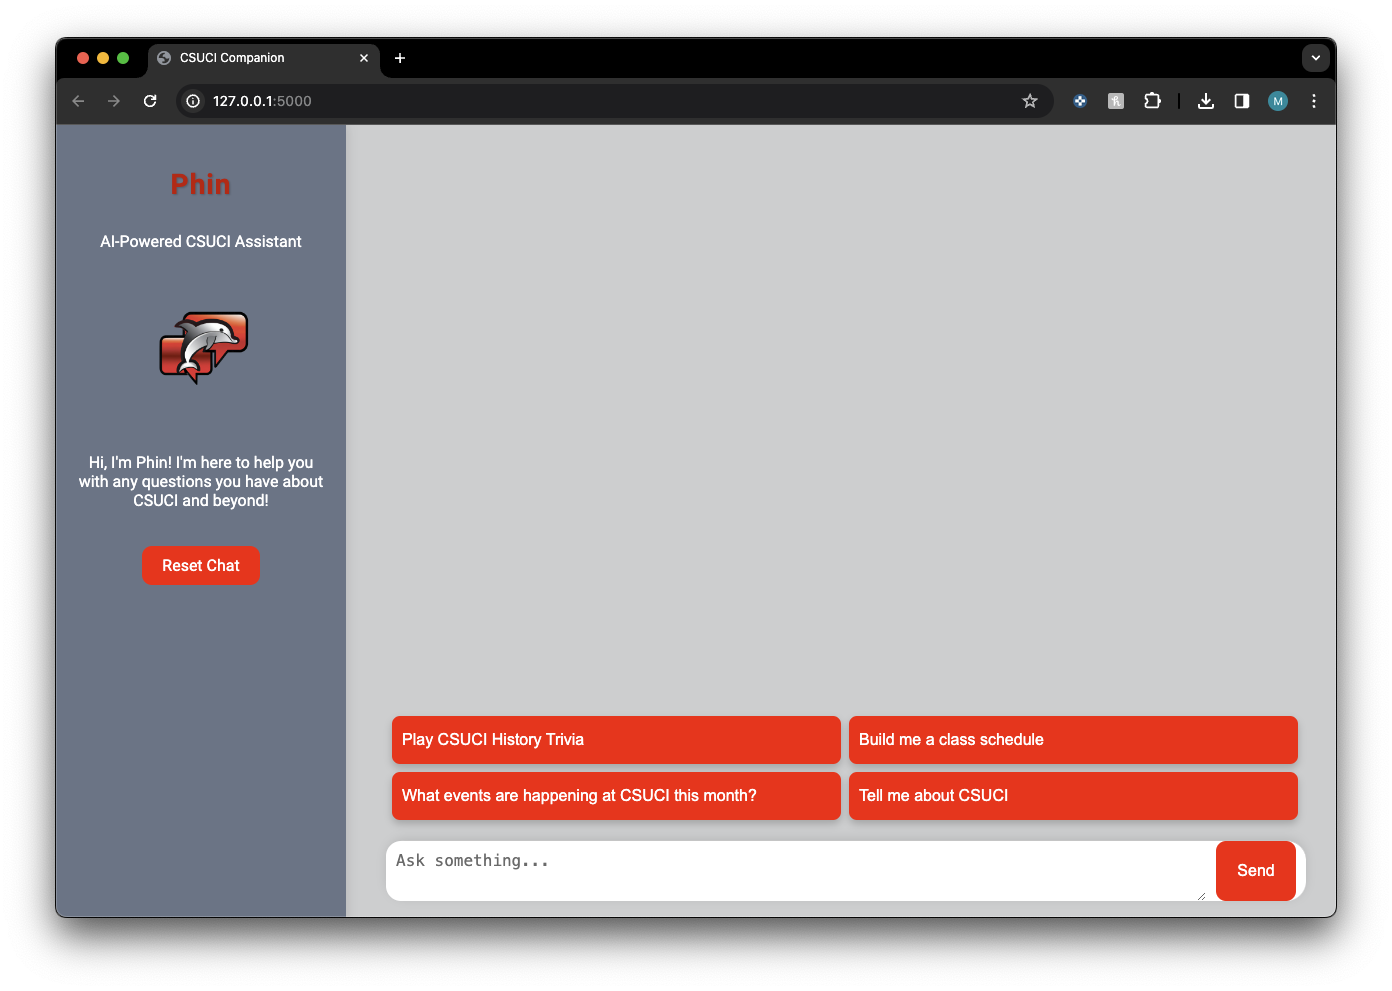 CSUCI Companion
127.0.0.1:5000
M
Phin
AI-Powered CSUCI Assistant
Hi, I'm Phin! I'm here to help you
with any questions you have about
CSUCI and beyond!
Reset Chat
Play CSUCI History Trivia
Build me a class schedule
What events are happening at CSUCI this month?
Tell me about CSUCI
Ask something...
Send